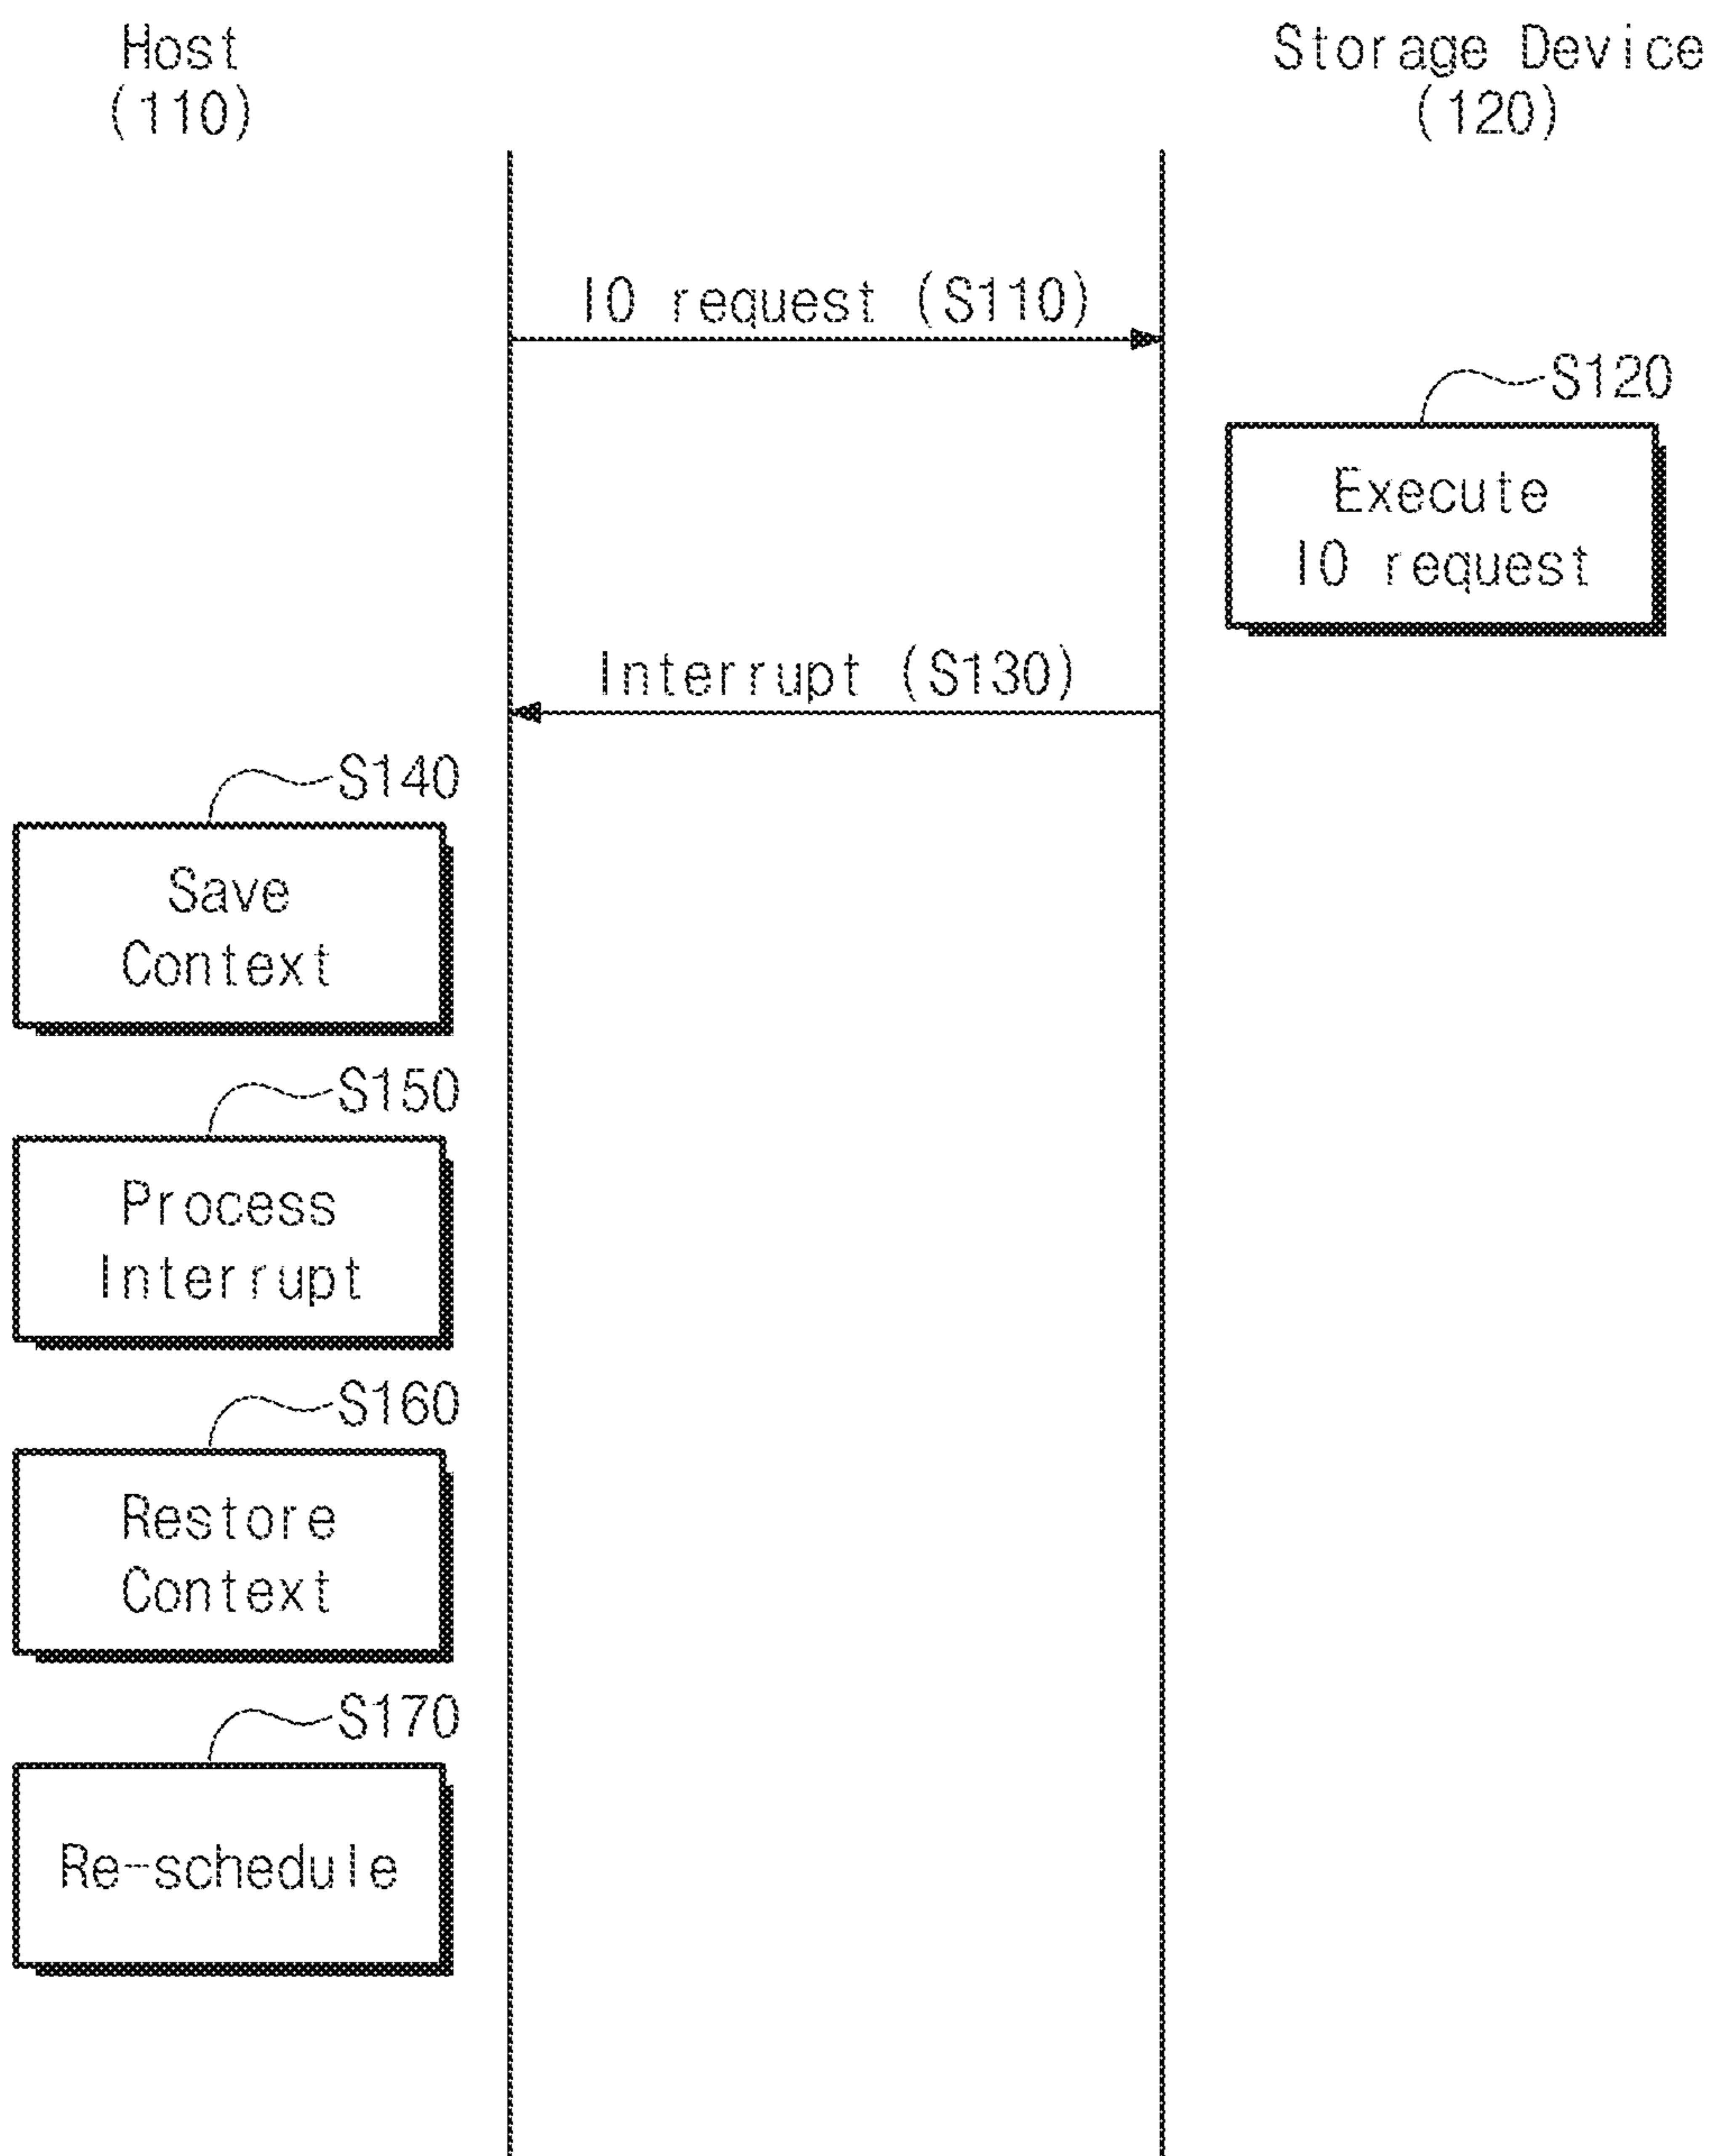 Host
(110)
Storage Device
(120)
IO request (S110)
S120
Execute
IO request
Interrupt (S130)
S140
Save
Context
S150
Process
Interrupt
S160
Restore
Context
S170
Re-schedule